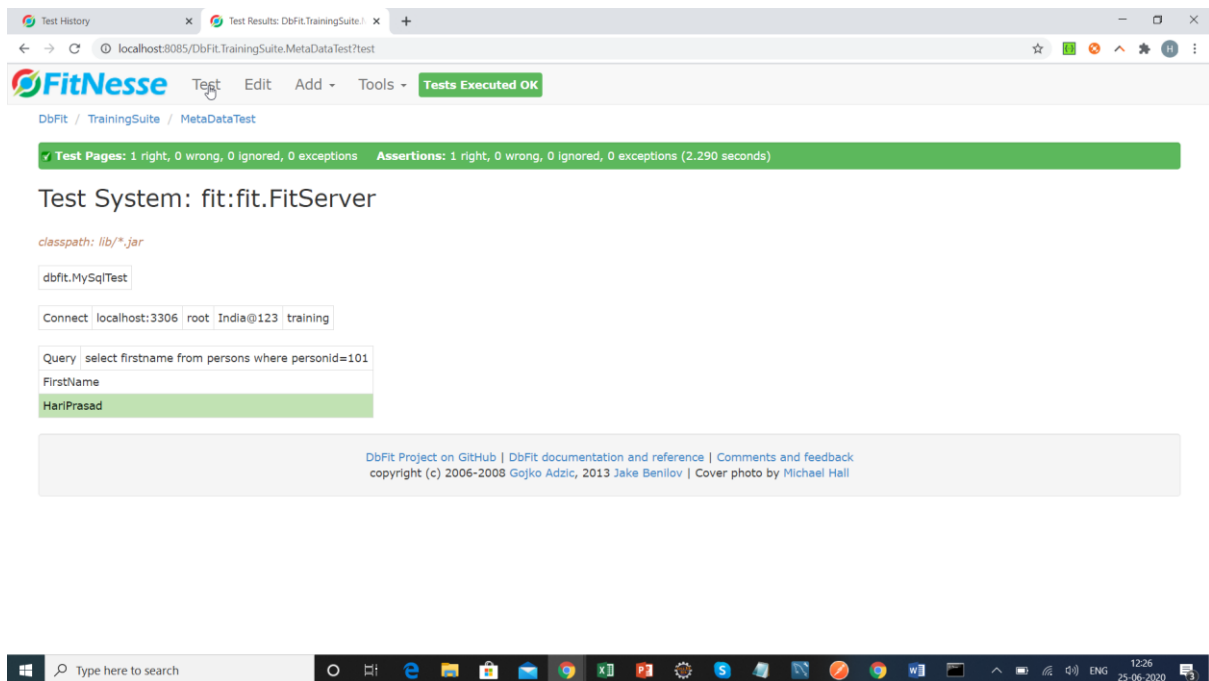 Test History
Test Results: DbFit.TrainingSuite.
localhost:8085/DbFit.TrainingSuite.MetaDataTest?test
H
FitNesse Test Edit Add Tools Tests Executed OK
DbFit / TrainingSuite / MetaDataTest
Test Pages: 1 right, 0 wrong, 0 ignored, 0 exceptions Assertions: 1 right, 0 wrong, 0 ignored, 0 exceptions (2.290 seconds)
Test System: fit:fit.FitServer
classpath: lib/*.jar
dbfit.MySqlTest
Connect localhost:3306 root India@123 training
Query select firstname from persons where personid=101
FirstName
HariPrasad
DbFit Project on GitHub | DbFit documentation and reference | Comments and feedback
copyright (c) 2006-2008 Gojko Adzic, 2013 Jake Benilov | Cover photo by Michael Hall
Type here to search
ENG
12:26
25-06-2020
3